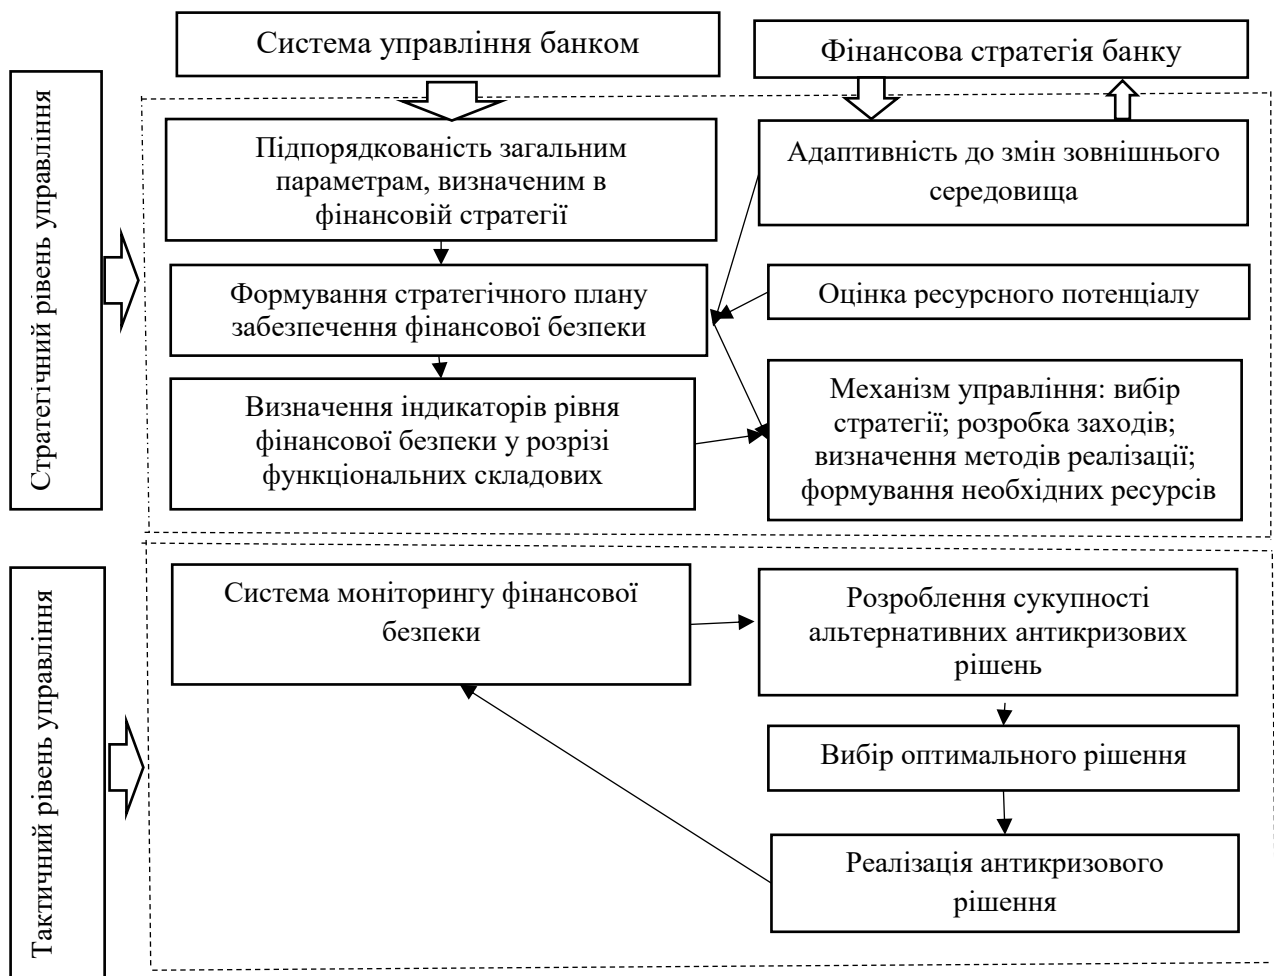 Система управління банком
Фінансова стратегія банку
Стратегічний рівень управління
Підпорядкованість загальним
параметрам, визначеним в
фінансовій стратегії
Адаптивність до змін зовнішнього
середовища
Формування стратегічного плану
забезпечення фінансової безпеки
Оцінка ресурсного потенціалу
Визначення індикаторів рівня
фінансової безпеки у розрізі
функціональних складових
Механізм управління: вибір
стратегії; розробка заходів;
визначення методів реалізації;
формування необхідних ресурсів
Тактичний рівень управління
Система моніторингу фінансової
безпеки
Розроблення сукупності
альтернативних антикризових
рішень
Вибір оптимального рішення
Реалізація антикризового
рішення